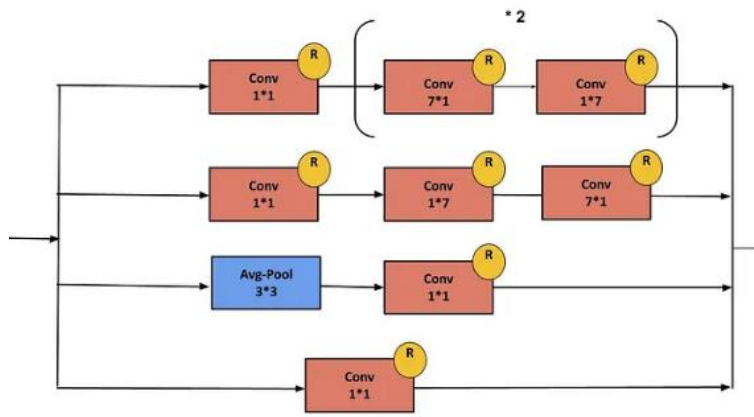 * 2
R
Conv
1*1
R
Conv
7*1
R
Conv
1*7
R
Conv
1*1
R
Conv
1*7
R
Conv
7*1
Avg-Pool
3*3
R
Conv
1*1
R
Conv
1*1